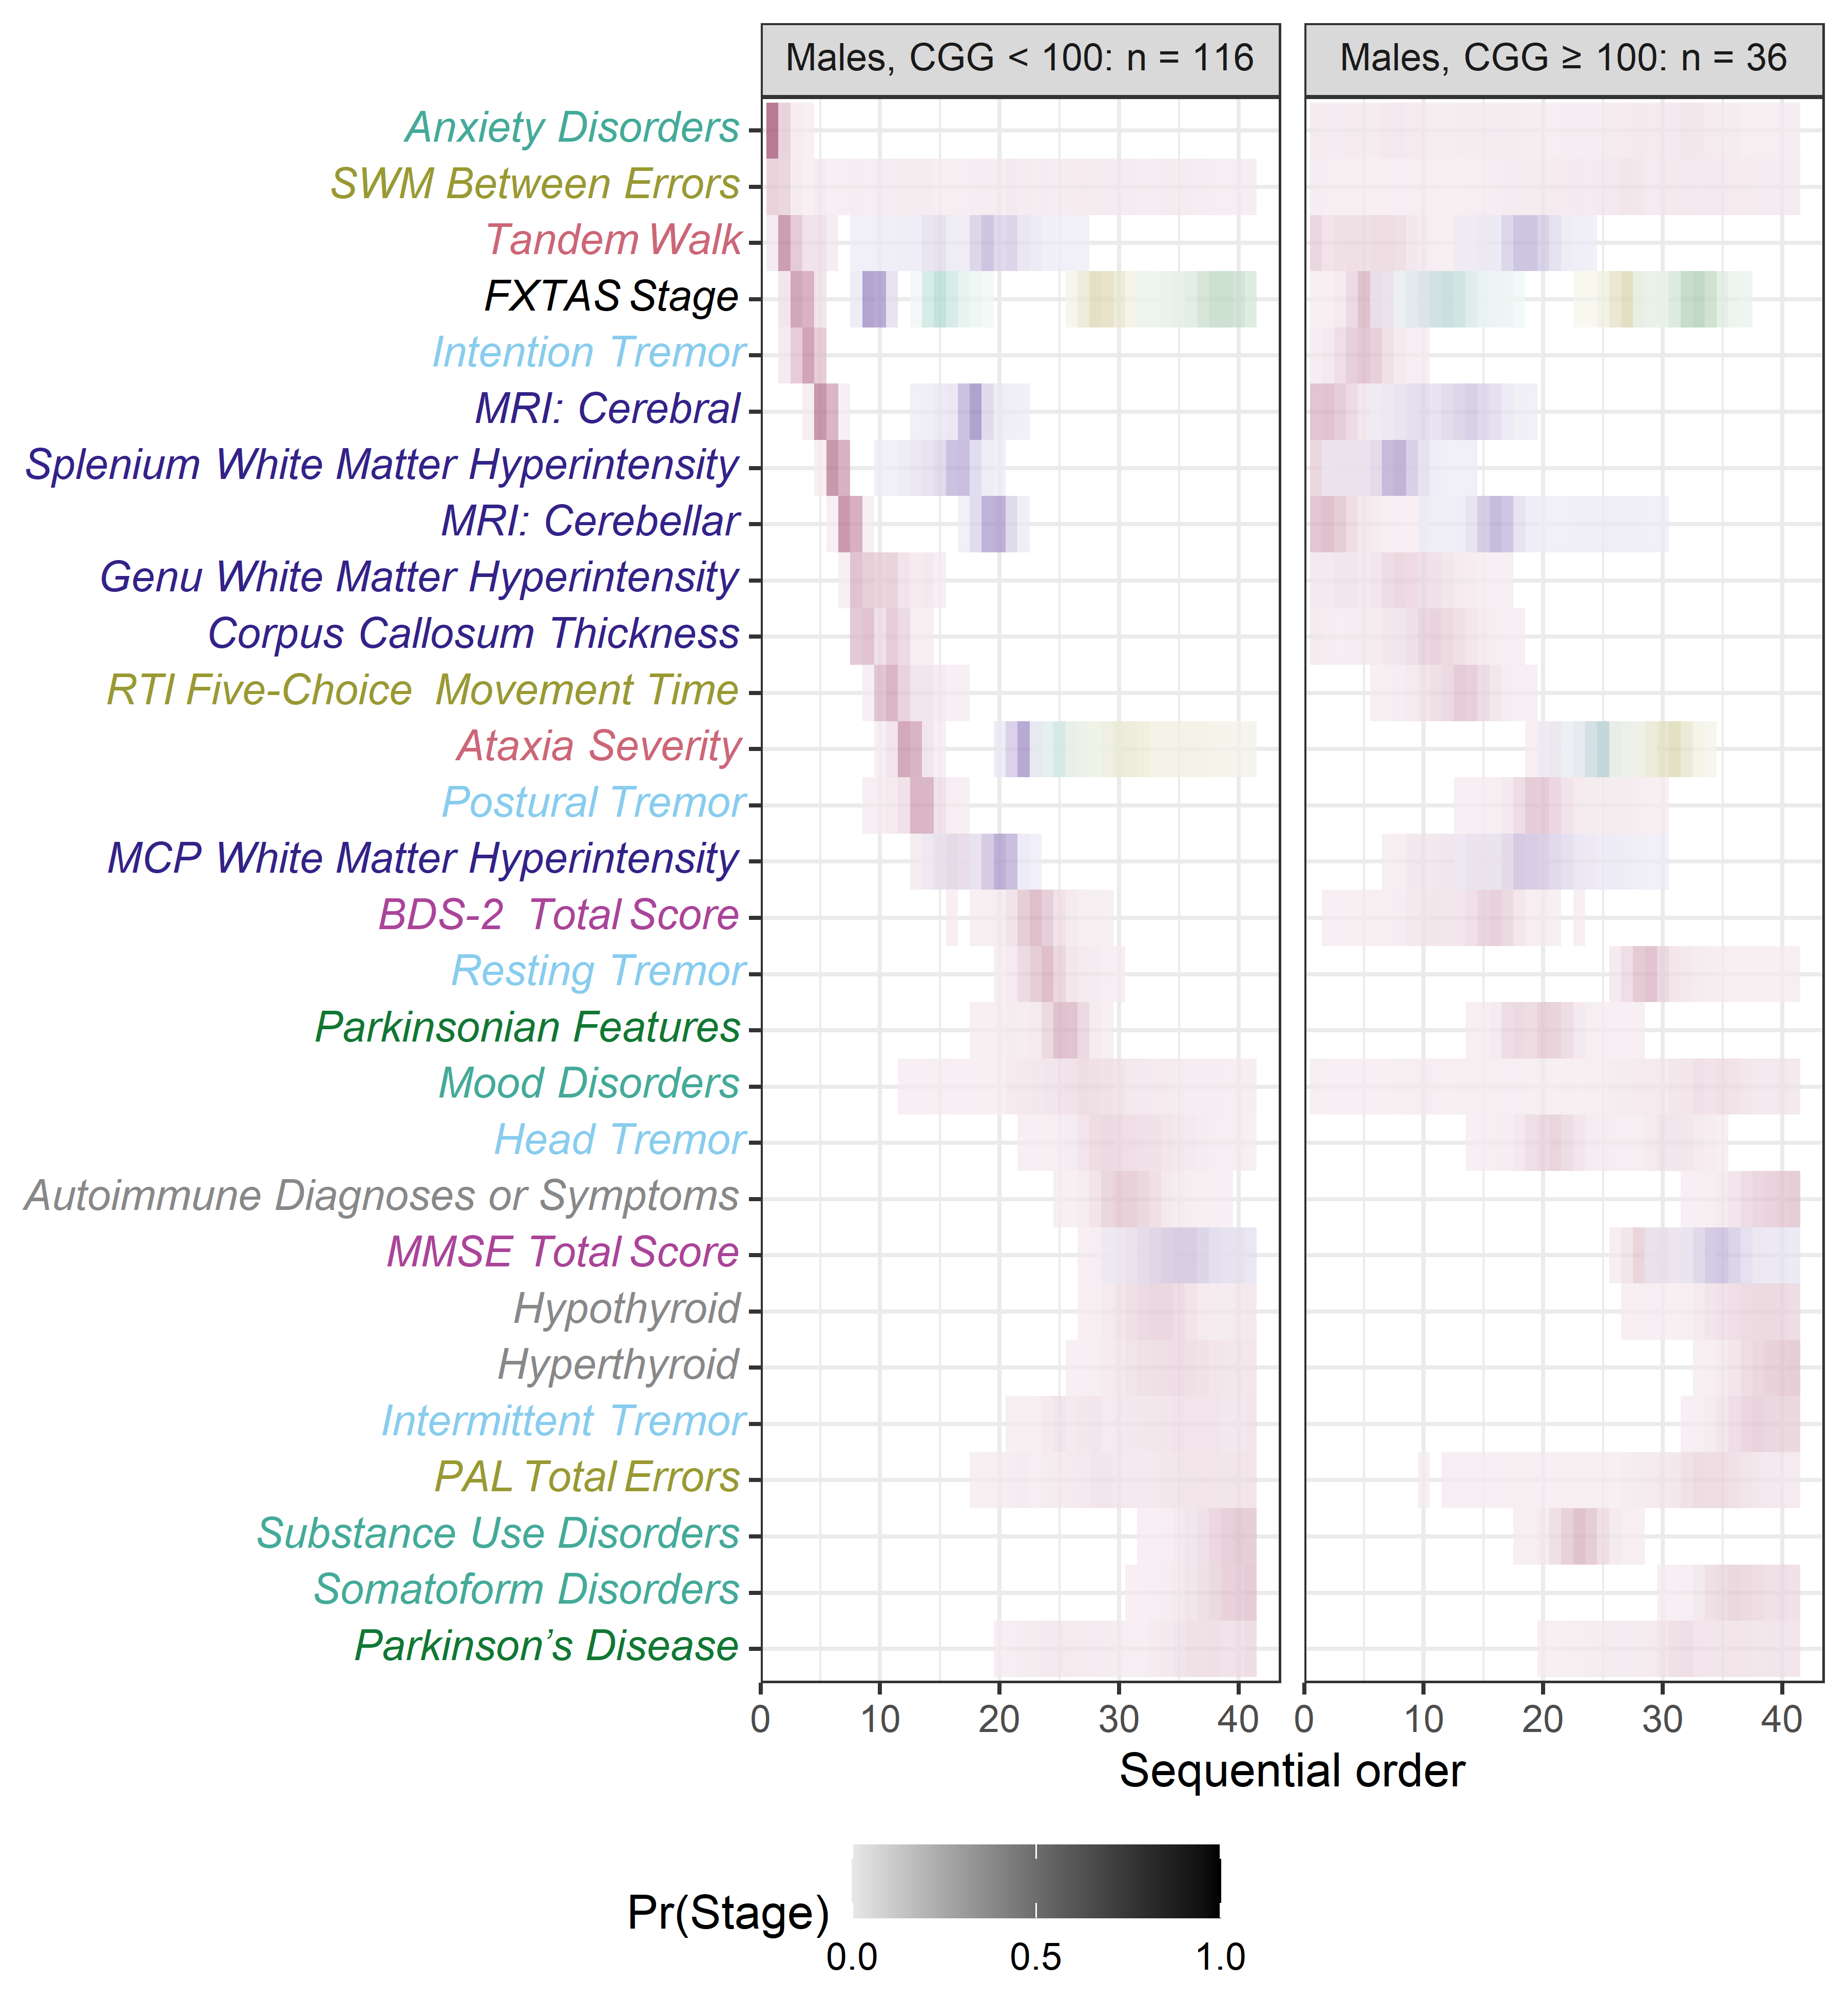 Males, CGG < 100: n = 116
Males, CGG ≥ 100: n = 36
Anxiety Disorders
SWM Between Errors
Tandem Walk
FXTAS Stage
Intention Tremor
MRI: Cerebral
Splenium White Matter Hyperintensity
MRI: Cerebellar
Genu White Matter Hyperintensity
Corpus Callosum Thickness
RTI Five-Choice Movement Time
Ataxia Severity
Postural Tremor
MCP White Matter Hyperintensity
BDS-2 Total Score
Resting Tremor
Parkinsonian Features
Mood Disorders
Head Tremor
Autoimmune Diagnoses or Symptoms
MMSE Total Score
Hypothyroid
Hyperthyroid
Intermittent Tremor
PAL Total Errors
Substance Use Disorders
Somatoform Disorders
Parkinson’s Disease
0 10 20 30 40 0 10 20 30 40
Sequential order
Pr(Stage)
0.0 0.5 1.0